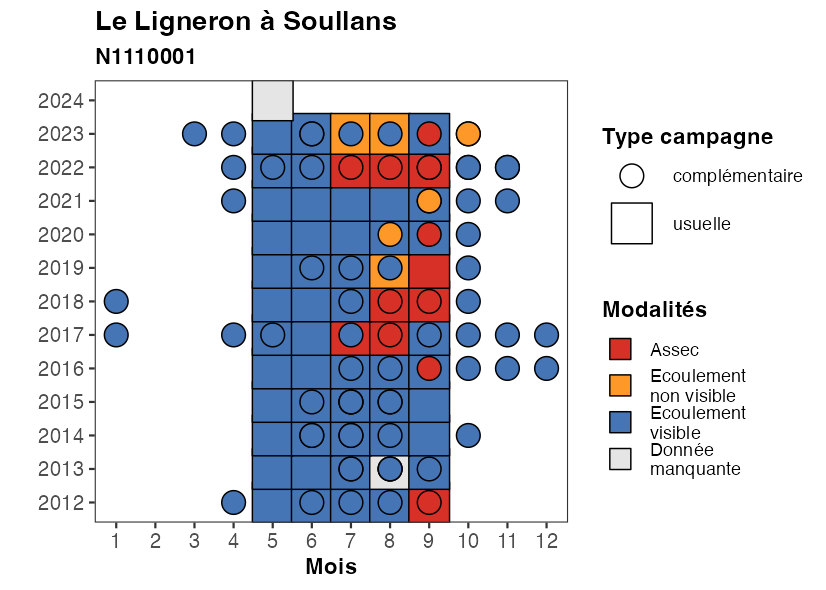 Le Ligneron à Soullans
N1110001
2024
2023
2022
2021
2020
2019
2018
2017
2016
2015
2014
2013
2012
1 2 3 4 5 6 7 8 9 10 11 12
Mois
Type campagne
complémentaire
usuelle
Modalités
Assec
Ecoulement
non visible
Ecoulement
visible
Donnée
manquante